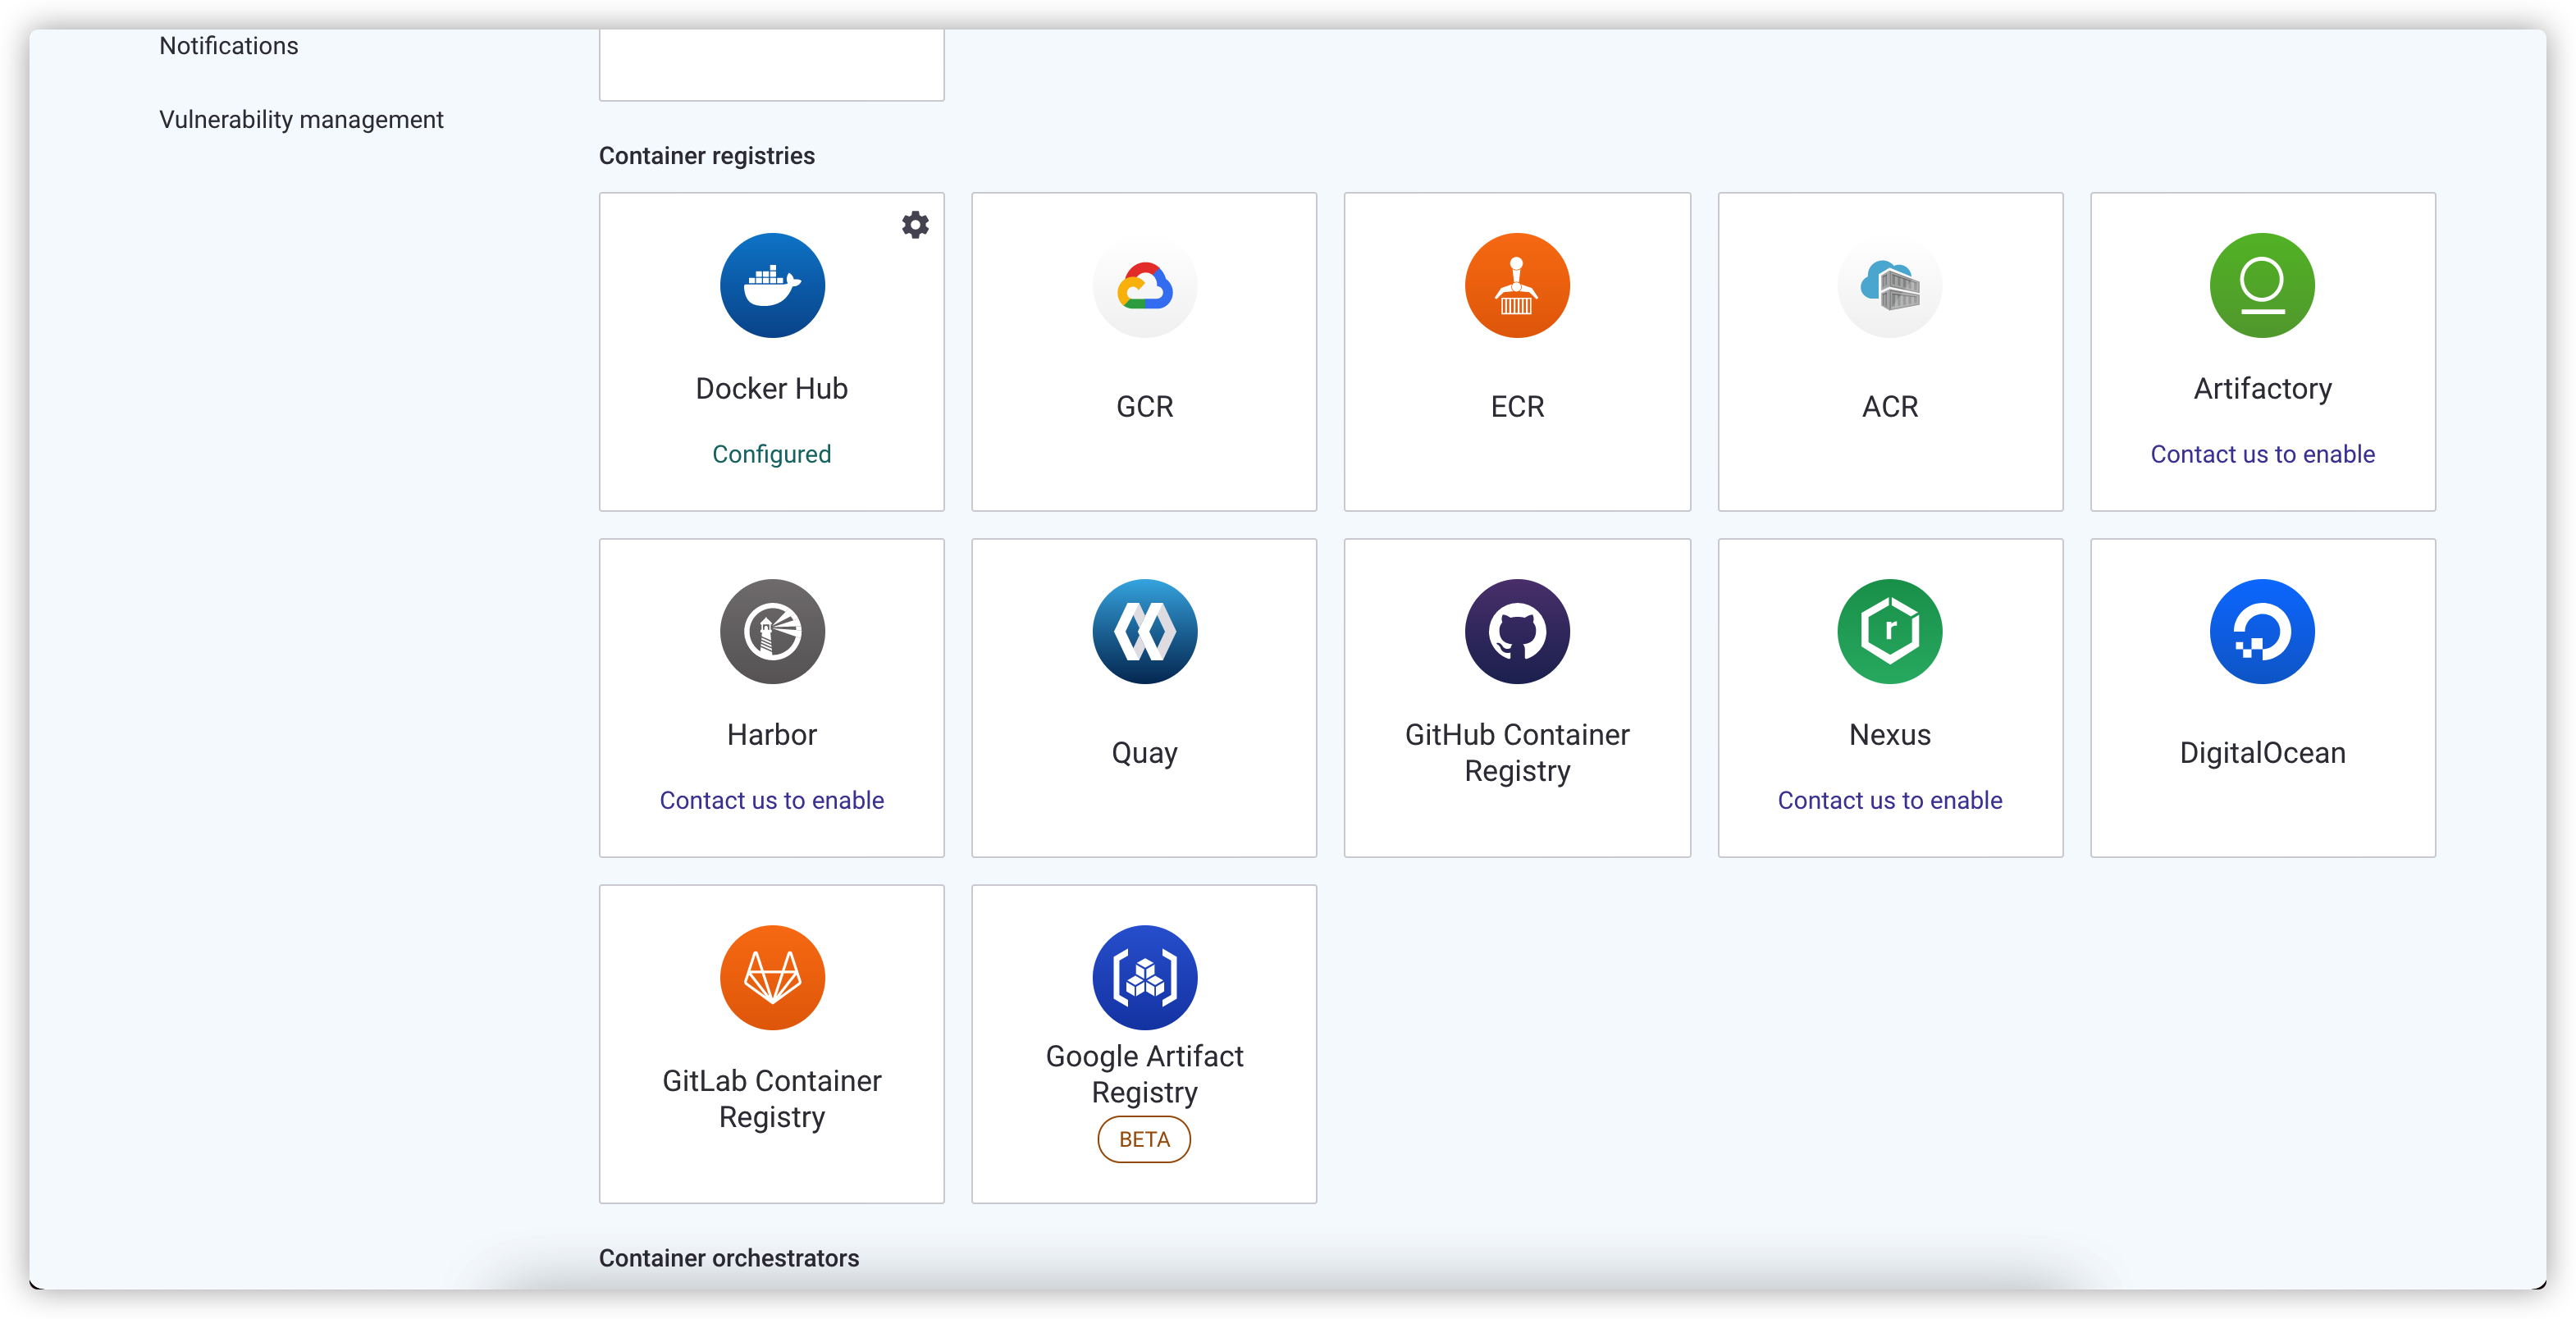 Notifications
Vulnerability management
Container registries
Docker Hub
Configured
GCR
ECR
ACR
Artifactory
Contact us to enable
Harbor
Contact us to enable
Quay
GitHub Container
Registry
r
Nexus
Contact us to enable
DigitalOcean
GitLab Container
Registry
Google Artifact
Registry
BETA
Container orchestrators